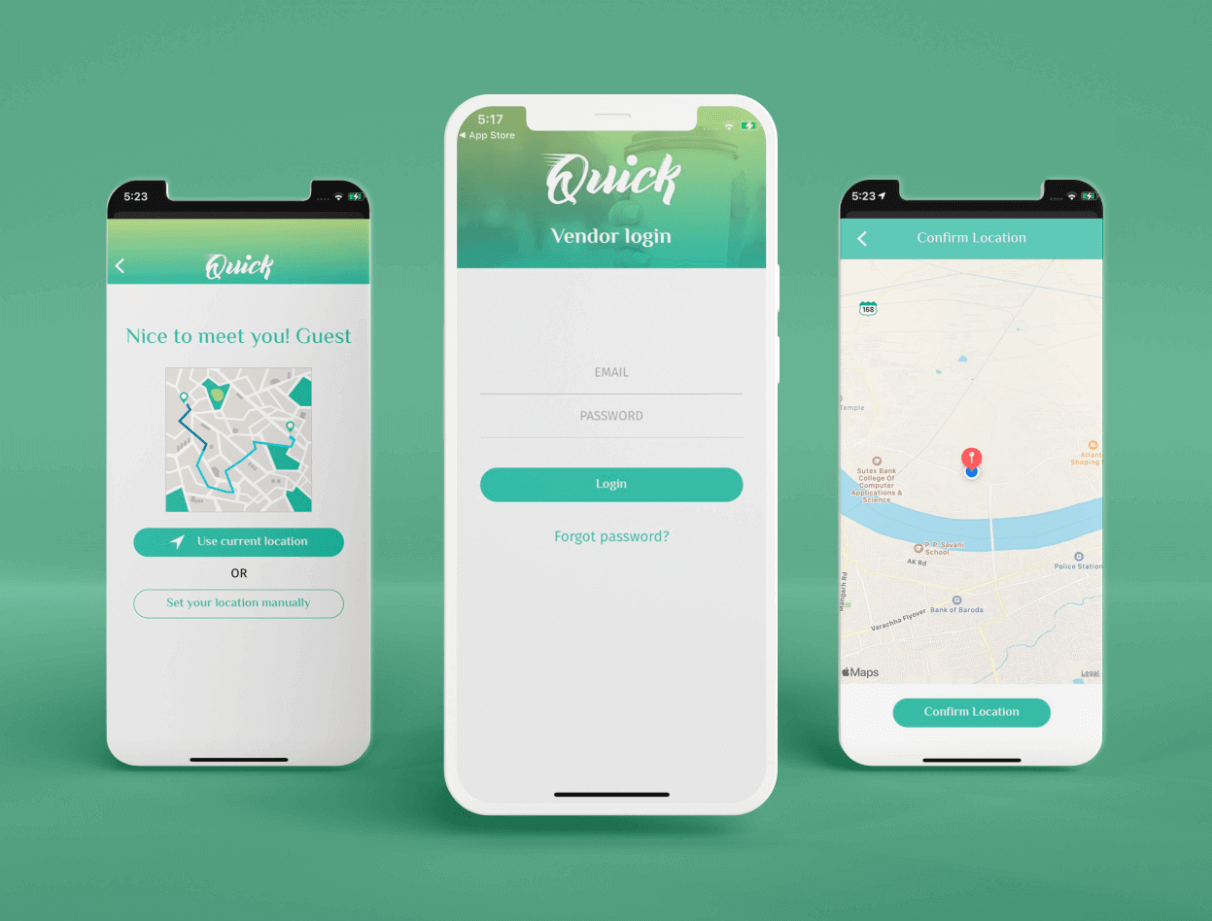 5:23
Quick
Nice to meet you! Guest
Use current location
OR
Set your location manually
5:17
◀ App Store
Quick
Vendor login
EMAIL
PASSWORD
Login
Forgot password?
5:23
Confirm Location
168
Temple
Atlant
Shaping
Sutex Bank
College Of
Computer
Applications &
Science
P. P. Savani
School
AK Rd
Police Station
Bank of Baroda
Varachha Flyover
Maps
Legal
Confirm Location